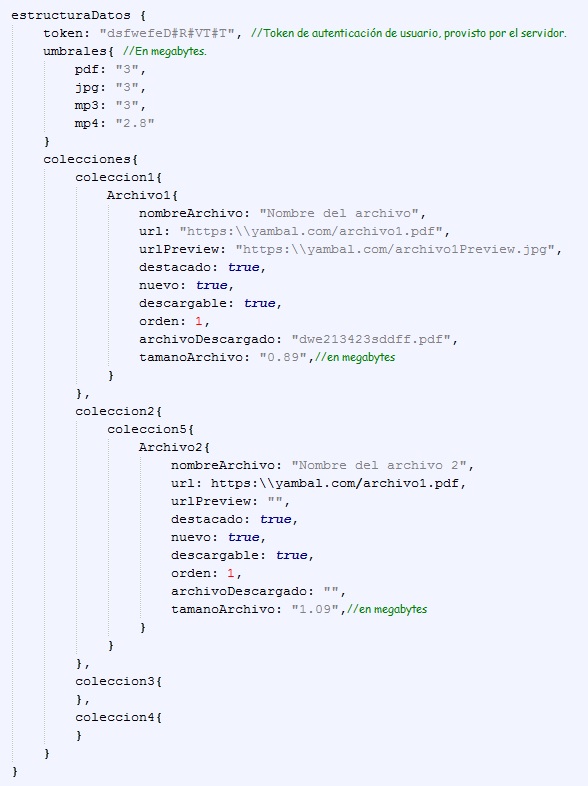 estructuraDatos {
token: "dsfwefeD#R#VT#T", //Token de autenticación de usuario, provisto por el servidor.
umbrales{ //En megabytes.
pdf: "3",
jpg: "3",
mp3: "3",
mp4: "2.8"
}
colecciones{
coleccion1{
Archivo1{
nombreArchivo: "Nombre del archivo",
url: "https:\\yambal.com/archivo1.pdf",
urlPreview: "https:\\yambal.com/archivo1Preview.jpg",
destacado: true,
nuevo: true,
descargable: true,
orden: 1,
archivoDescargado: "dwe213423sddff.pdf",
tamanoArchivo: "0.89",//en megabytes
}
},
coleccion2{
coleccion5{
Archivo2{
nombreArchivo: "Nombre del archivo 2",
url: https:\\yambal.com/archivo1.pdf,
urlPreview: "",
destacado: true,
nuevo: true,
descargable: true,
orden: 1,
archivoDescargado: "",
tamanoArchivo: "1.09",//en megabytes
}
}
},
coleccion3{
},
coleccion4{
}
}
}